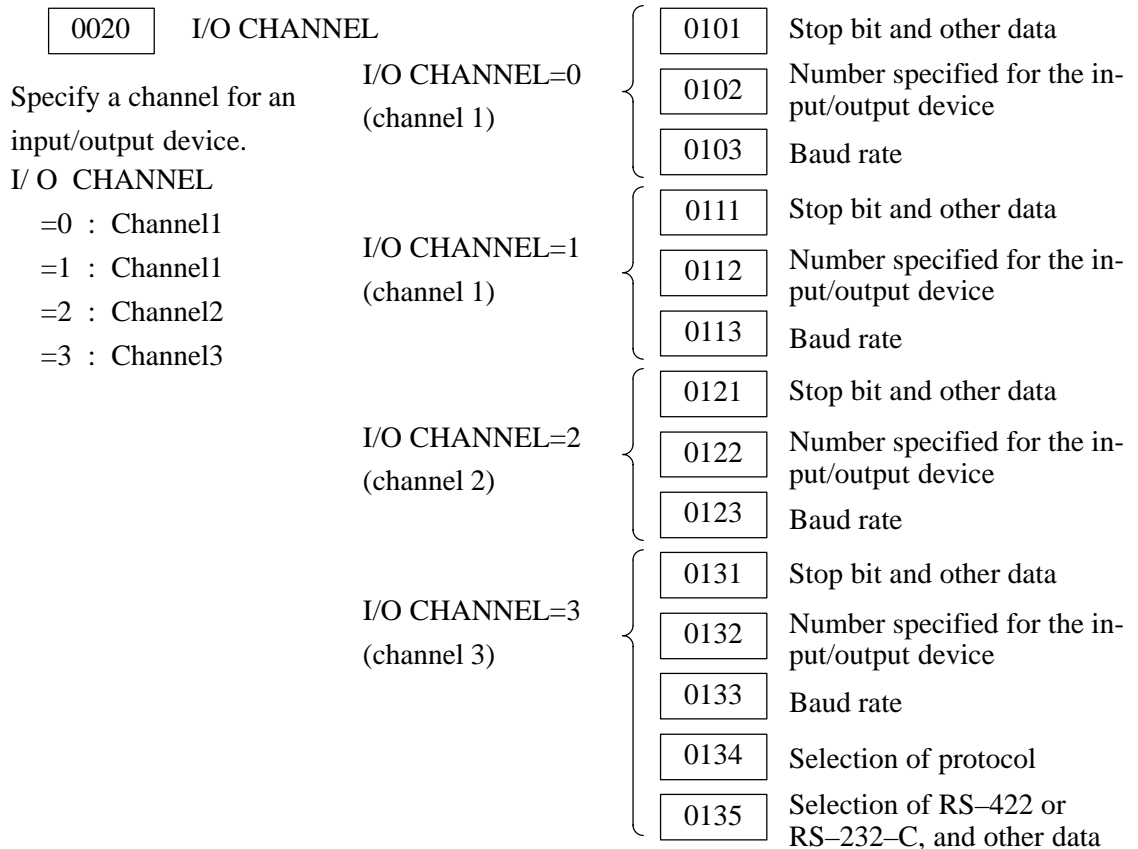 0020 I/O CHANNEL
Specify a channel for an
input/output device.
I/ O CHANNEL
=0 : Channel1
=1 : Channel1
=2 : Channel2
=3 : Channel3
I/O CHANNEL=0
(channel 1)
0101 Stop bit and other data
0102 Number specified for the in-
put/output device
0103 Baud rate
I/O CHANNEL=1
(channel 1)
0111 Stop bit and other data
0112 Number specified for the in-
put/output device
0113 Baud rate
I/O CHANNEL=2
(channel 2)
0121 Stop bit and other data
0122 Number specified for the in-
put/output device
0123 Baud rate
I/O CHANNEL=3
(channel 3)
0131 Stop bit and other data
0132 Number specified for the in-
put/output device
0133 Baud rate
0134 Selection of protocol
0135 Selection of RS–422 or
RS–232–C, and other data